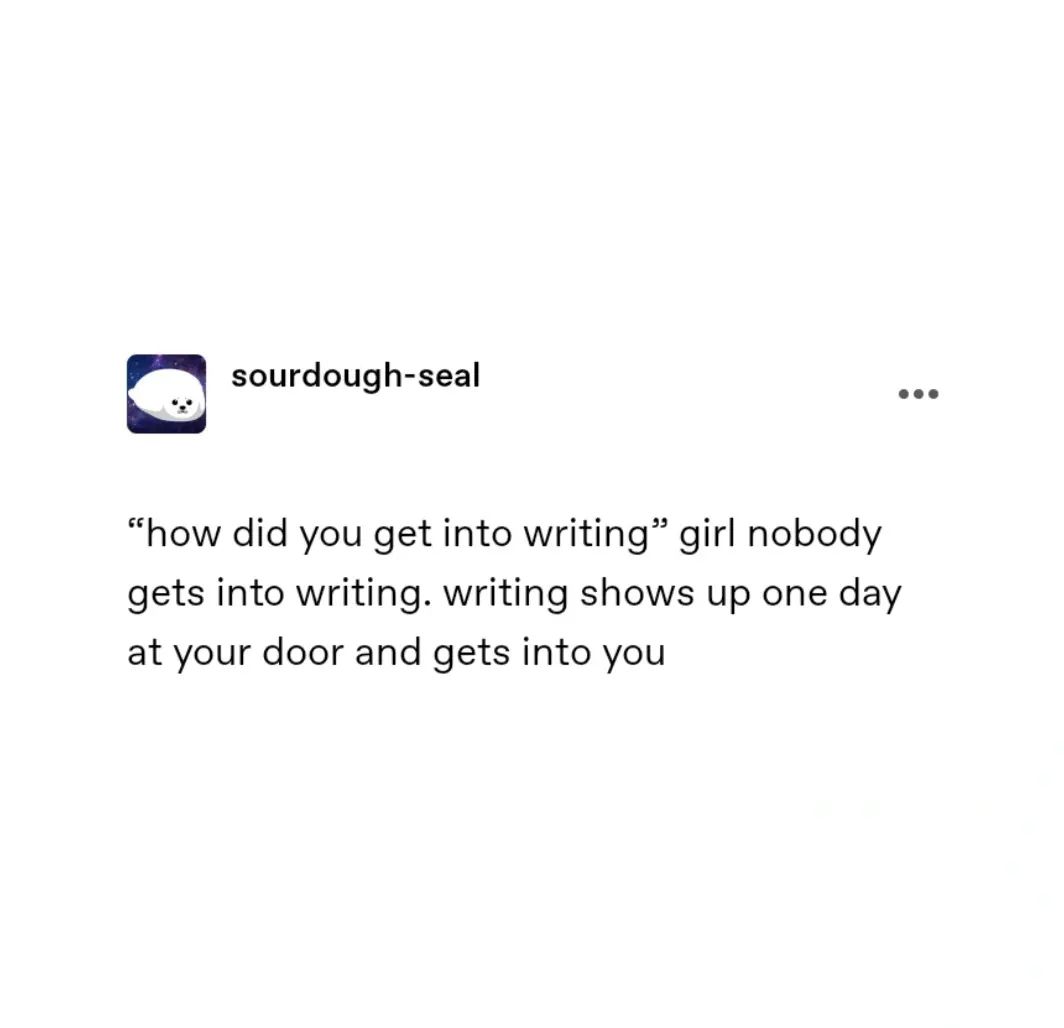 sourdough-seal
“how did you get into writing” girl nobody
gets into writing. writing shows up one day
at your door and gets into you